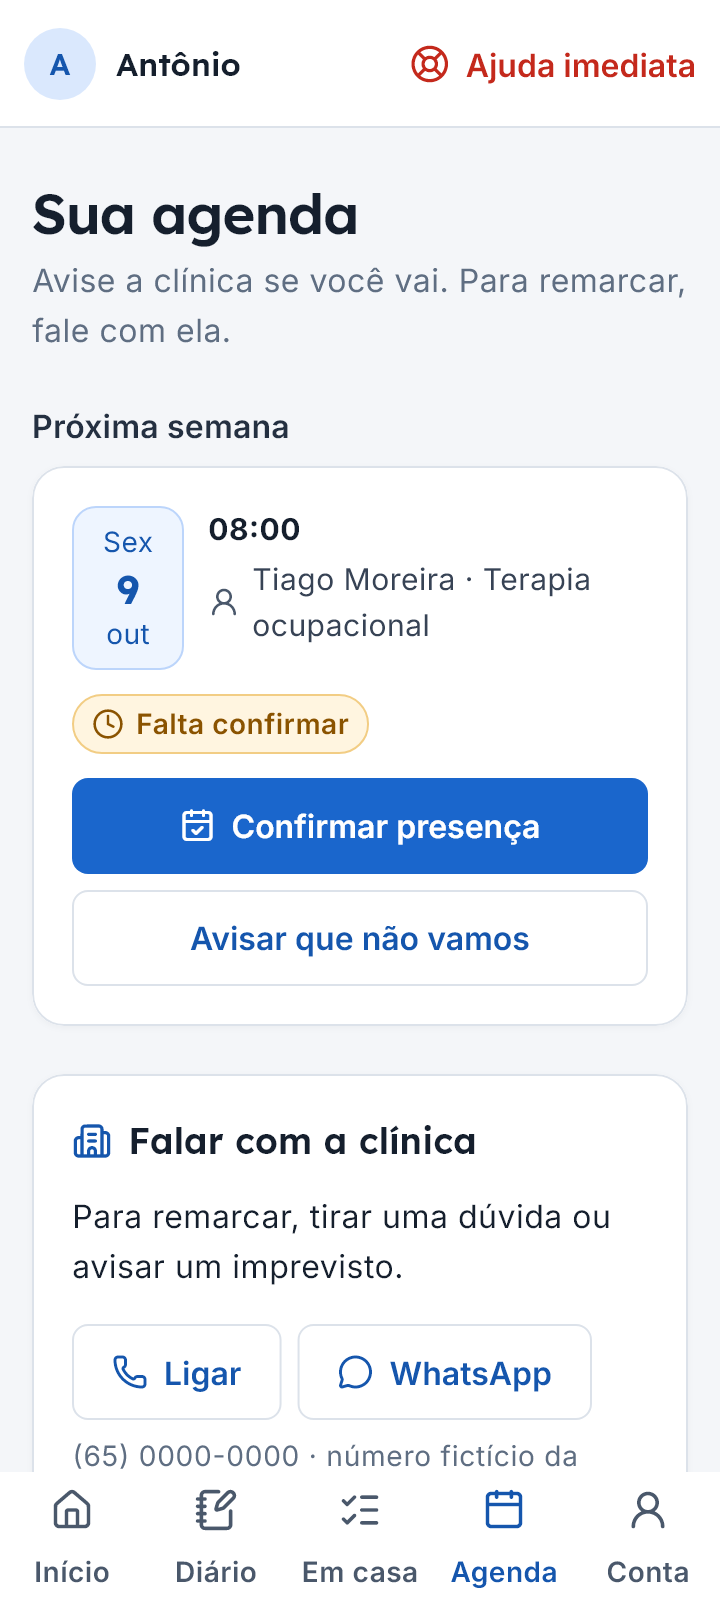 A
Antônio
Ajuda imediata
Sua agenda
Avise a clínica se você vai. Para remarcar,
fale com ela.
Próxima semana
Sex
9
out
08:00
Tiago Moreira · Terapia
ocupacional
Falta confirmar
Confirmar presença
Avisar que não vamos
Falar com a clínica
Para remarcar, tirar uma dúvida ou
avisar um imprevisto.
Ligar
WhatsApp
(65) 0000-0000 · número fictício da
Início
Diário
Em casa
Agenda
Conta